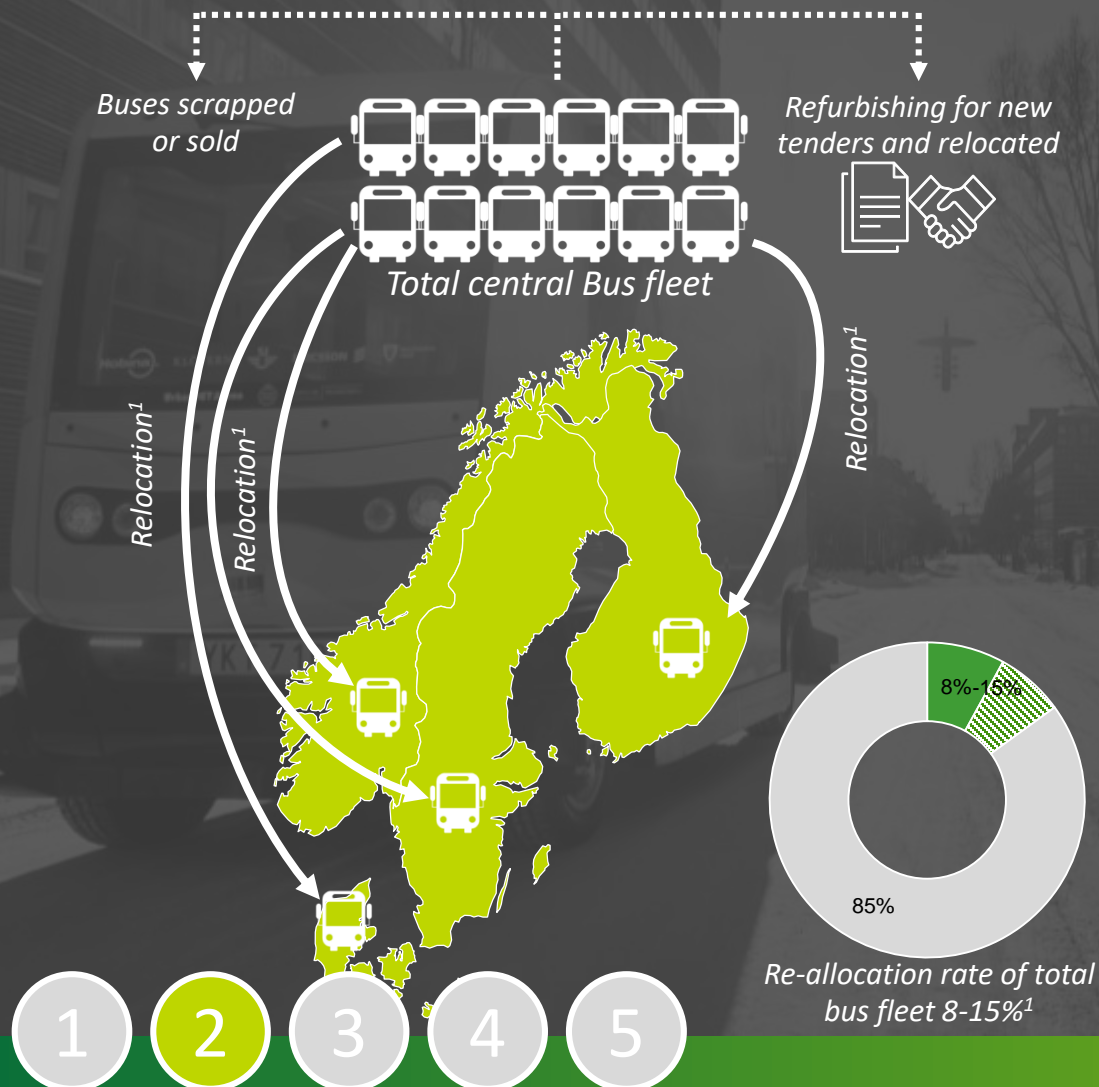 Buses scrapped
or sold
Refurbishing for new
tenders and relocated
Total central Bus fleet
Relocation¹
Relocation¹
Relocation¹
8%-15%
85%
Re-allocation rate of total
bus fleet 8-15%¹
1
2
3
4
5